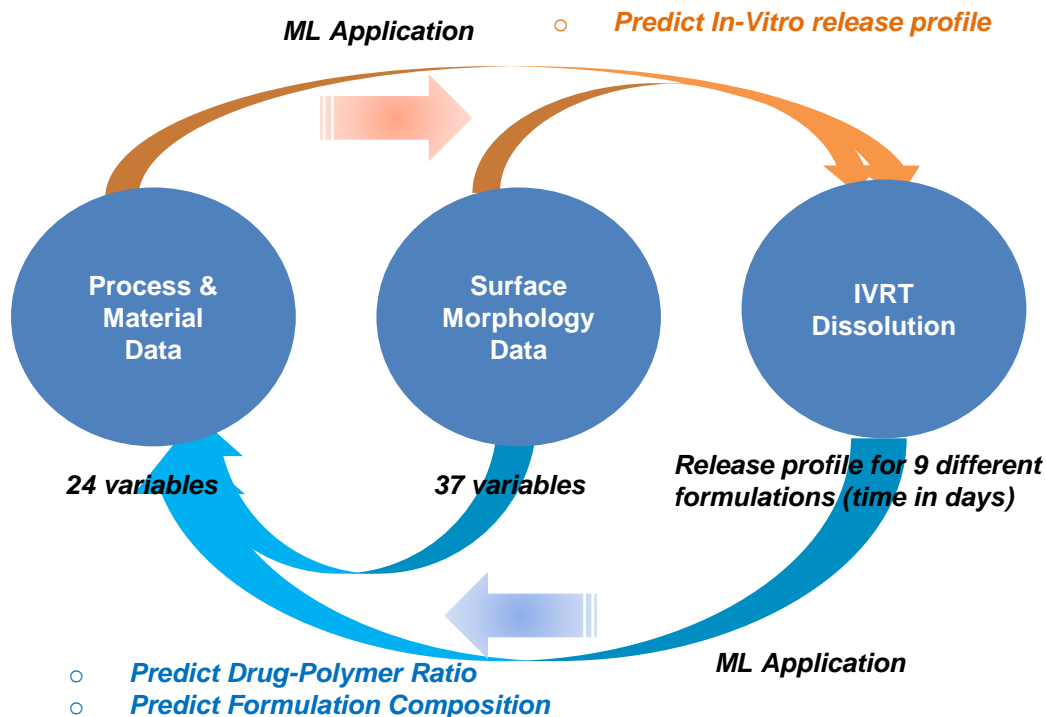 ML Application
○ Predict In-Vitro release profile
Process &
Material
Data
Surface
Morphology
Data
IVRT
Dissolution
24 variables
37 variables
Release profile for 9 different
formulations (time in days)
ML Application
○ Predict Drug-Polymer Ratio
○ Predict Formulation Composition